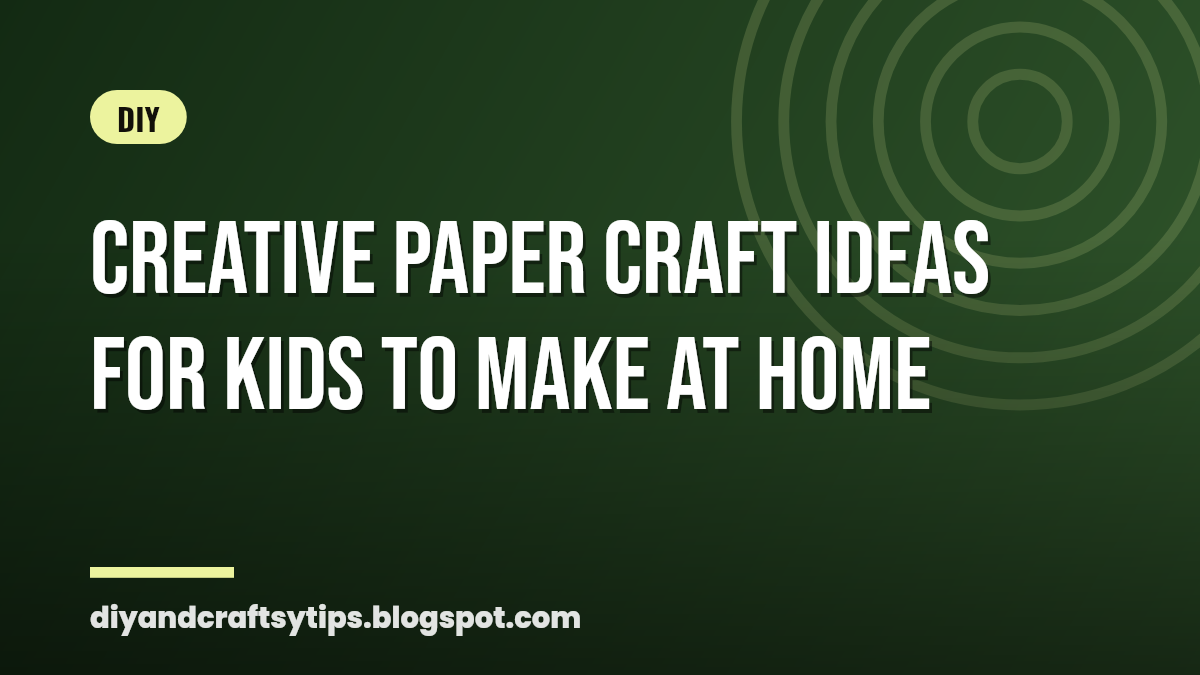 DIY
CREATIVE PAPER CRAFT IDEAS
FOR KIDS TO MAKE AT HOME
diyandcraftsytips.blogspot.com